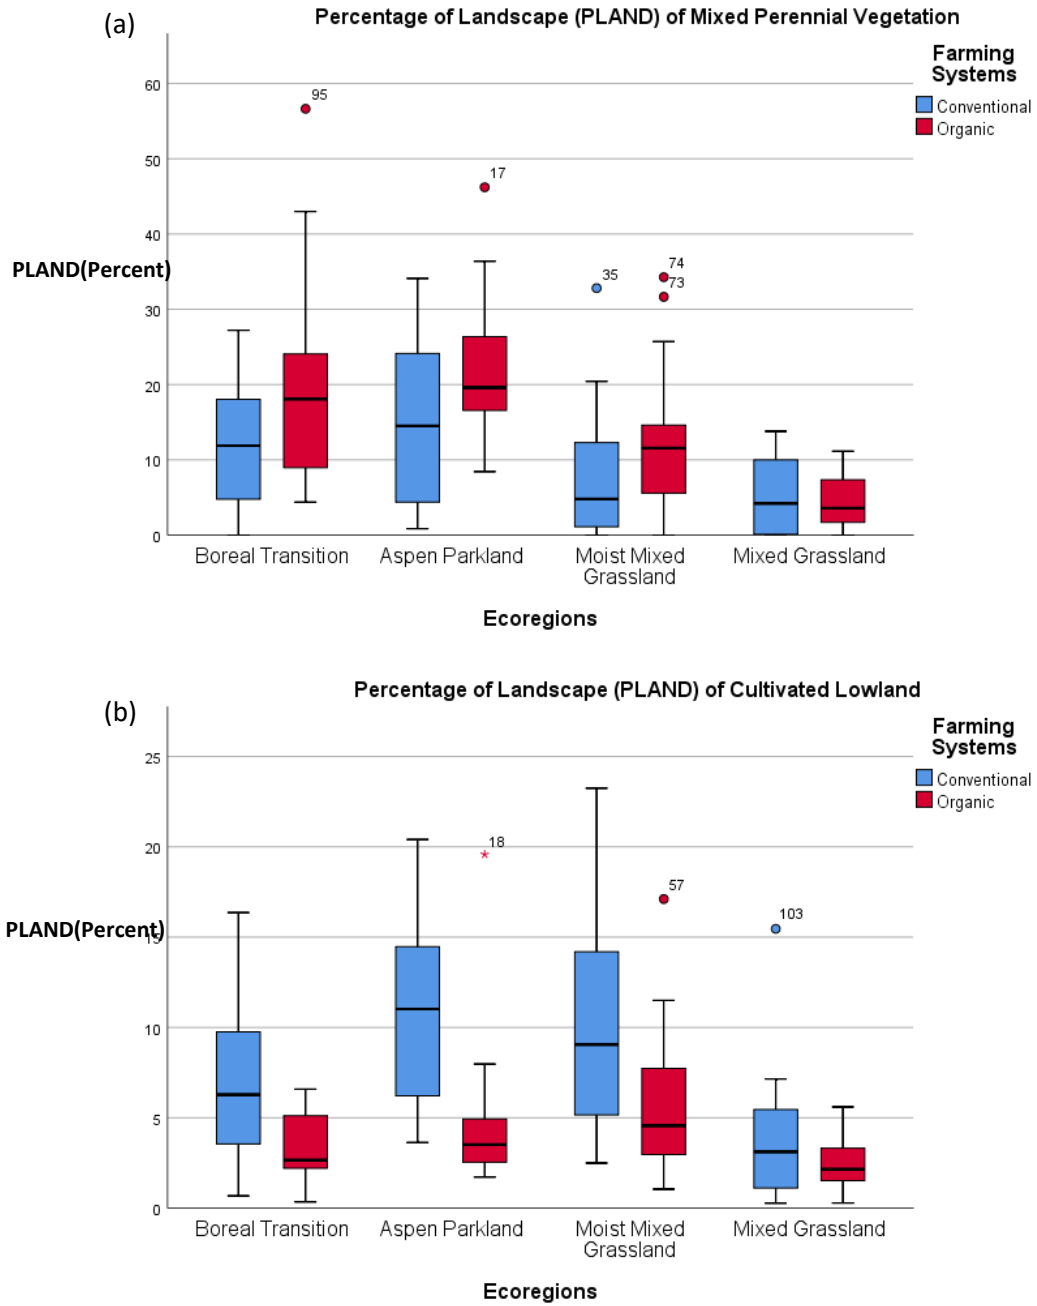 (a)
Percentage of Landscape (PLAND) of Mixed Perennial Vegetation
Farming
Systems
Conventional
Organic
60
50
40
30
20
10
0
PLAND(Percent)
95
17
35
74
73
Boreal Transition
Aspen Parkland
Moist Mixed
Grassland
Mixed Grassland
Ecoregions
(b)
Percentage of Landscape (PLAND) of Cultivated Lowland
Farming
Systems
Conventional
Organic
25
20
15
10
5
0
PLAND(Percent)
18
57
103
Boreal Transition
Aspen Parkland
Moist Mixed
Grassland
Mixed Grassland
Ecoregions